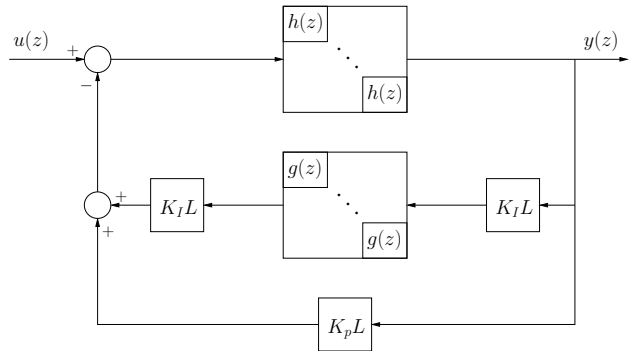 u(z)
+
−
h(z)
h(z)
y(z)
+
K_I L
g(z)
g(z)
K_I L
+
K_p L